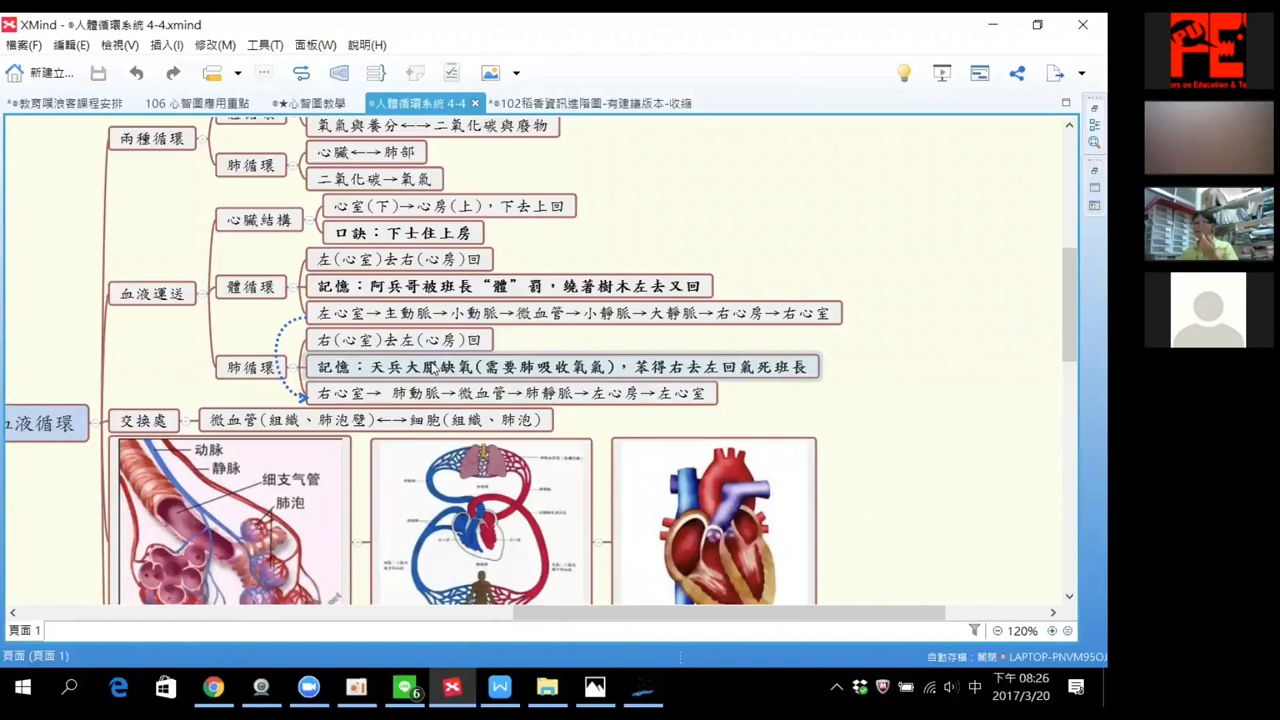 XMind - ®人體循環系統 4-4.xmind
檔案(F) 編輯(E) 檢視(V) 插入(I) 修改(M) 工具(T) 面板(W) 說明(H)
新建立...
*®教育噗浪客課程安排 106 心智圖應用重點 ®★心智圖教學 ®人體循環系統 4-4 *®102稻香資訊進階圖-有建議版本-收縮
氧氣與養分←→二氧化碳與廢物
兩種循環
心臟←→肺部
肺循環
二氧化碳→氧氣
心室(下)→心房(上)，下去上回
心臟結構
口訣：下士住上房
左(心室)去右(心房)回
血液運送
體循環
記憶：阿兵哥被班長“體”罰，繞著樹木左去又回
左心室→主動脈→小動脈→微血管→小靜脈→大靜脈→右心房→右心室
右(心室)去左(心房)回
肺循環
記憶：天兵大腦缺氧(需要肺吸收氧氣)，苯得右去左回氣死班長
右心室→ 肺動脈→微血管→肺靜脈→左心房→左心室
血液循環
交換處
微血管(組織、肺泡壁)←→細胞(組織、肺泡)
动脉
静脉
细支气管
肺泡
頁面 1
120%
頁面 (頁面 1)
自動存檔：關閉 LAPTOP-PNVM95OJ
6
中
下午 08:26
2017/3/20
PU
E
ers on Education & Te